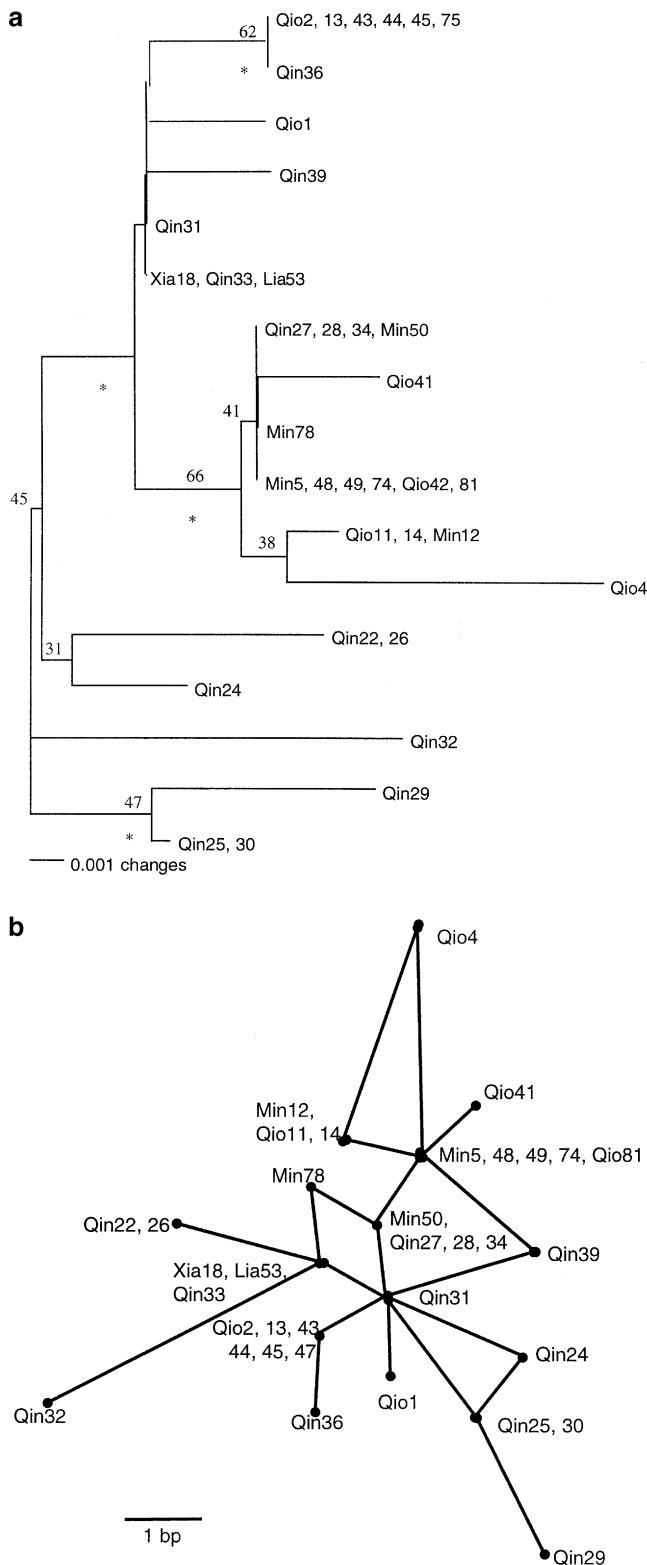 a
62
Qio2, 13, 43, 44, 45, 75
*
Qin36
Qio1
Qin39
Qin31
Xia18, Qin33, Lia53
Qin27, 28, 34, Min50
*
Qio41
41
Min78
66
Min5, 48, 49, 74, Qio42, 81
45
*
38
Qio11, 14, Min12
Qio4
31
Qin22, 26
Qin24
Qin32
47
Qin29
*
Qin25, 30
0.001 changes
b
Qio4
Qio41
Min12,
Qio11, 14
Min5, 48, 49, 74, Qio81
Min78
Min50,
Qin27, 28, 34
Qin22, 26
Qin39
Xia18, Lia53,
Qin33
Qin31
Qio2, 13, 43
44, 45, 47
Qin24
Qio1
Qin32
Qin36
Qin25, 30
1 bp
Qin29